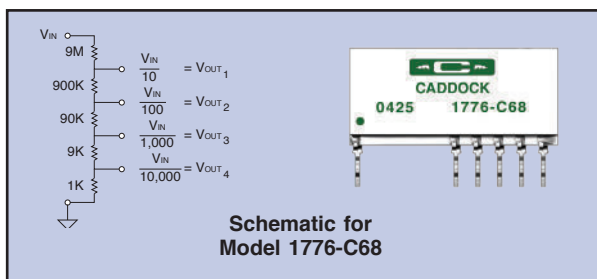 VIN
9M
VIN
10
= VOUT1
900K
VIN
100
= VOUT2
90K
VIN
1,000
= VOUT3
9K
VIN
10,000
= VOUT4
1K
CADDOCK
0425 1776-C68
Schematic for
Model 1776-C68